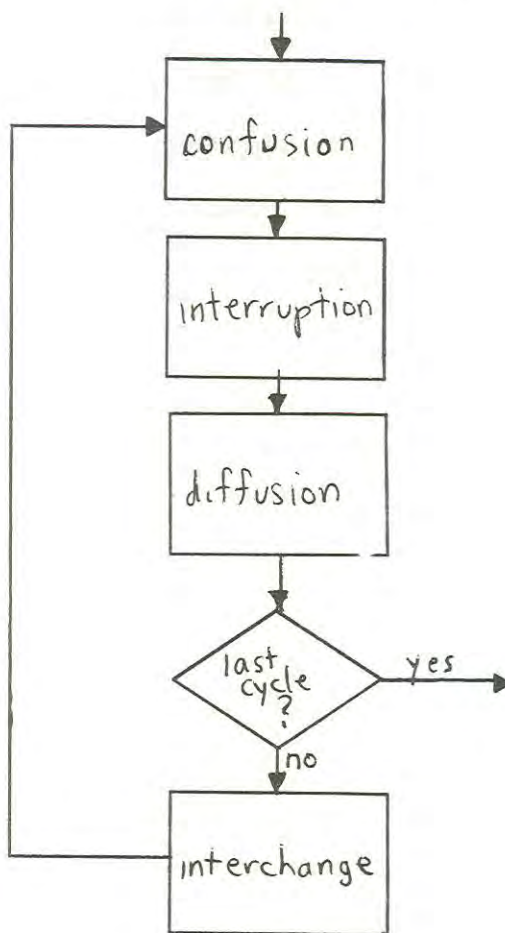 confusion
interruption
diffusion
last
cycle
?
yes
no
interchange